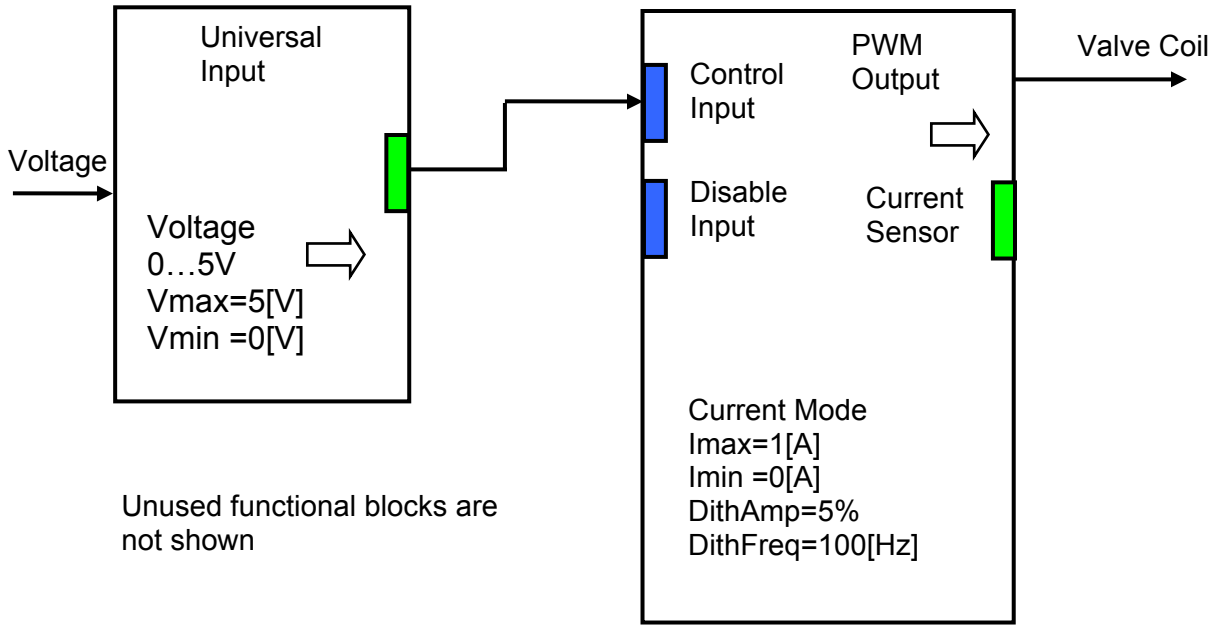 Universal
Input
Voltage
Voltage
0…5V
Vmax=5[V]
Vmin =0[V]
Unused functional blocks are
not shown
Control
Input
Disable
Input
PWM
Output
Current
Sensor
Current Mode
Imax=1[A]
Imin =0[A]
DithAmp=5%
DithFreq=100[Hz]
Valve Coil